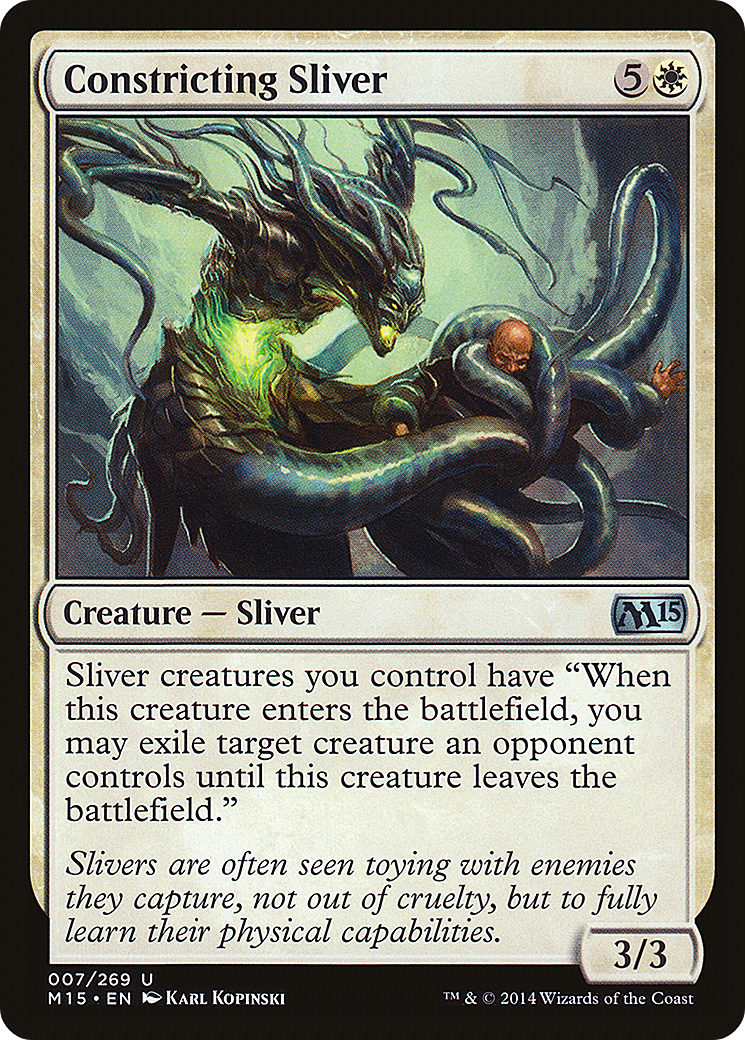 Constricting Sliver 5
Creature — Sliver M15
Sliver creatures you control have “When
this creature enters the battlefield, you
may exile target creature an opponent
controls until this creature leaves the
battlefield.”
Slivers are often seen toying with enemies
they capture, not out of cruelty, but to fully
learn their physical capabilities.
3/3
007/269 U
M15 • EN Karl Kopinski ™ & © 2014 Wizards of the Coast